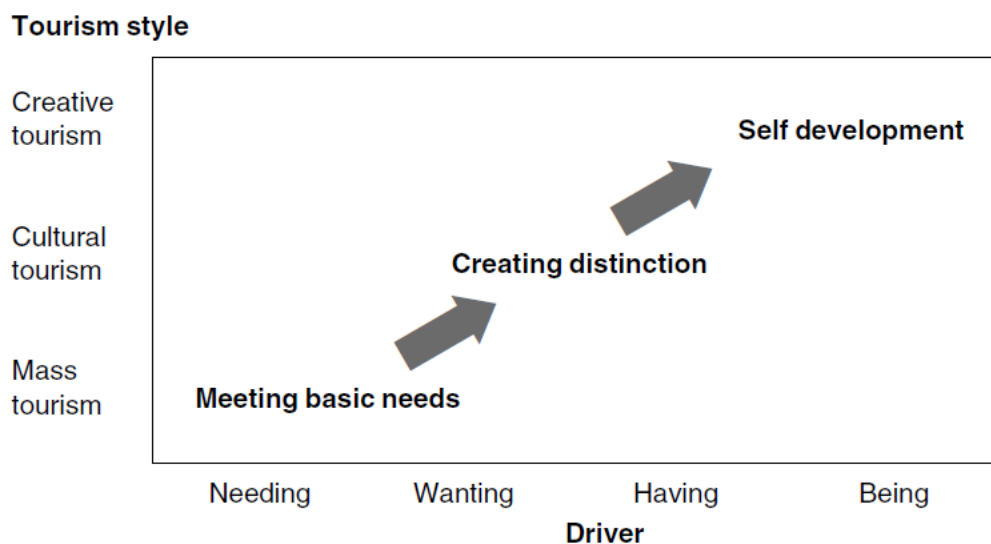 Tourism style
Creative
tourism
Self development
Cultural
tourism
Creating distinction
Mass
tourism
Meeting basic needs
Needing Wanting Having Being
Driver